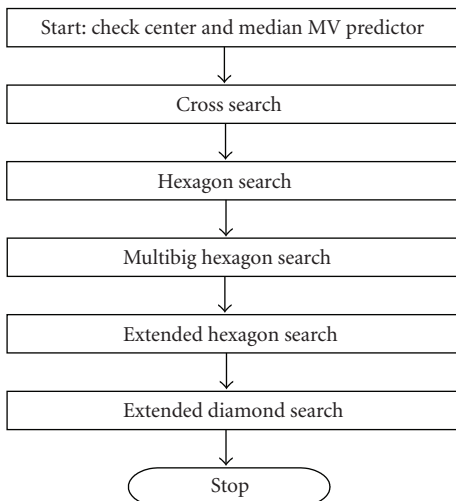 Start: check center and median MV predictor
Cross search
Hexagon search
Multibig hexagon search
Extended hexagon search
Extended diamond search
Stop